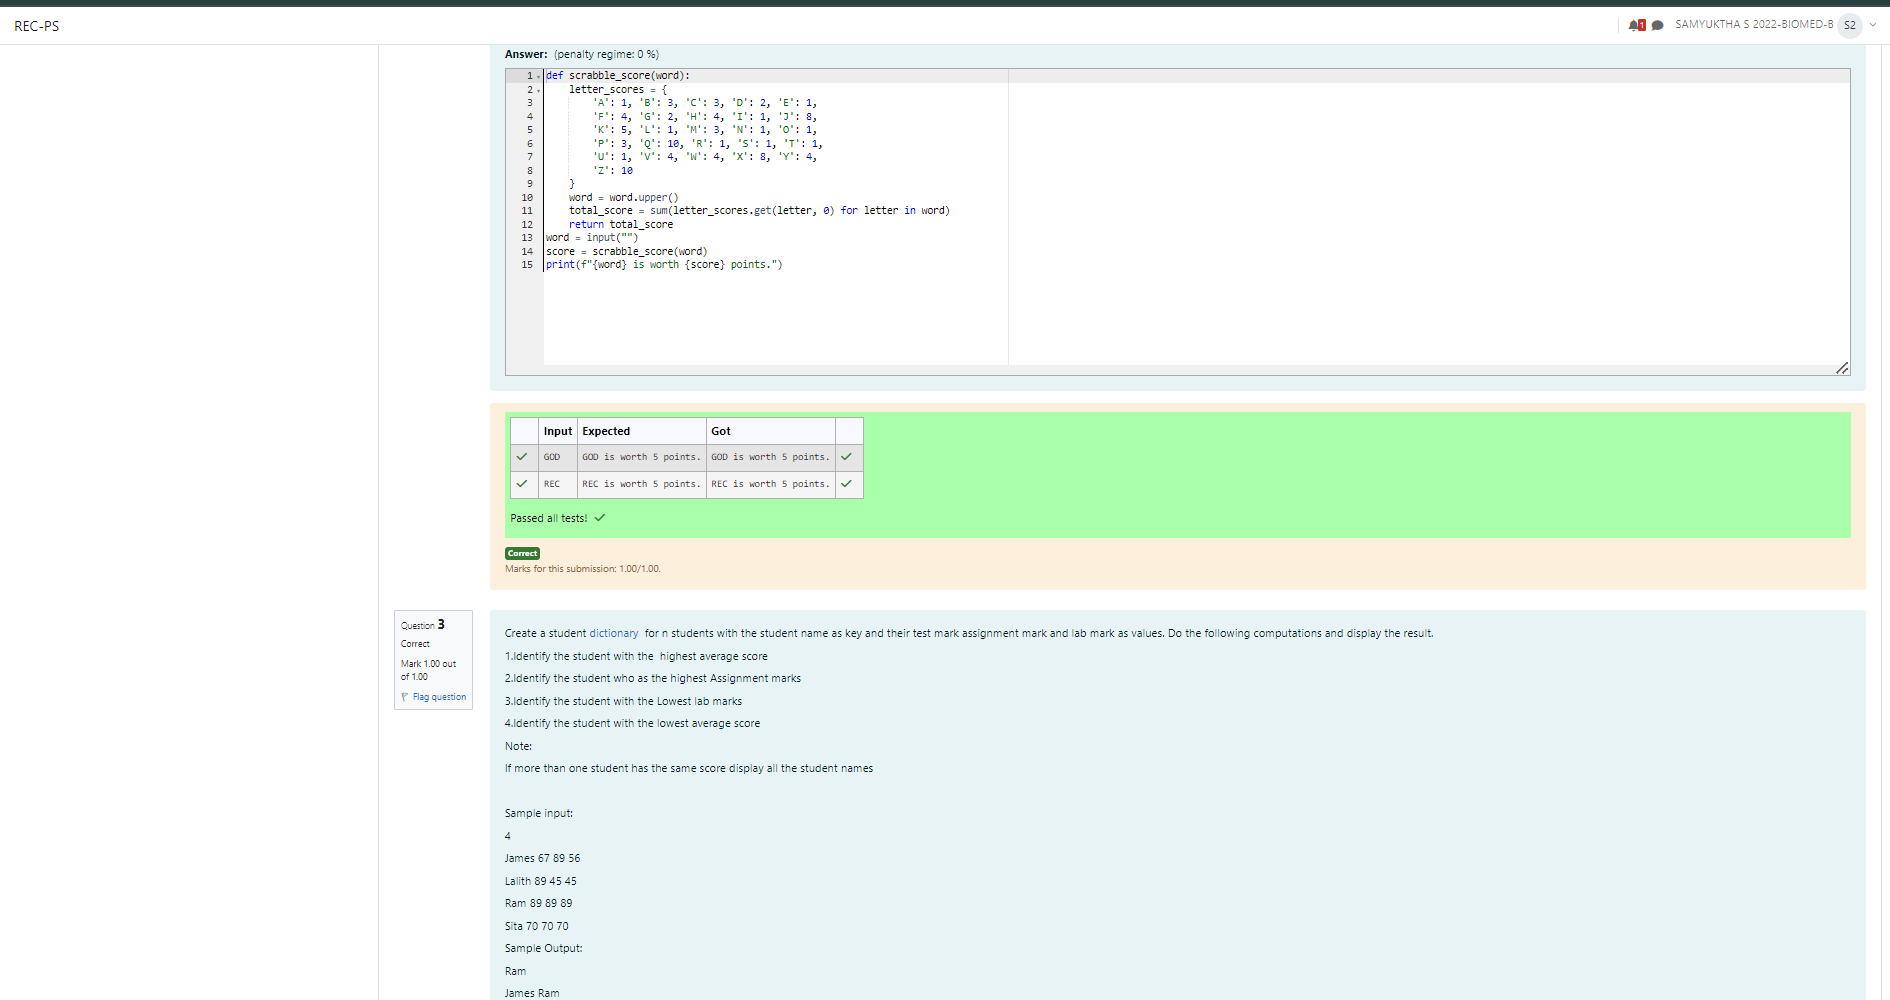 REC-PS
1
SAMYUKTHA S 2022-BIOMED-B S2
Answer: (penalty regime: 0 %)
1 def scrabble_score(word):
2 letter_scores = {
3 'A': 1, 'B': 3, 'C': 3, 'D': 2, 'E': 1,
4 'F': 4, 'G': 2, 'H': 4, 'I': 1, 'J': 8,
5 'K': 5, 'L': 1, 'M': 3, 'N': 1, 'O': 1,
6 'P': 3, 'Q': 10, 'R': 1, 'S': 1, 'T': 1,
7 'U': 1, 'V': 4, 'W': 4, 'X': 8, 'Y': 4,
8 'Z': 10
9 }
10 word = word.upper()
11 total_score = sum(letter_scores.get(letter, 0) for letter in word)
12 return total_score
13 word = input("")
14 score = scrabble_score(word)
15 print(f"{word} is worth {score} points.")
Input Expected Got
GOD GOD is worth 5 points. GOD is worth 5 points.
REC REC is worth 5 points. REC is worth 5 points.
Passed all tests!
Correct
Marks for this submission: 1.00/1.00.
Question 3
Correct
Mark 1.00 out
of 1.00
Flag question
Create a student dictionary for n students with the student name as key and their test mark assignment mark and lab mark as values. Do the following computations and display the result.
1.Identify the student with the highest average score
2.Identify the student who as the highest Assignment marks
3.Identify the student with the Lowest lab marks
4.Identify the student with the lowest average score
Note:
If more than one student has the same score display all the student names
Sample input:
4
James 67 89 56
Lalith 89 45 45
Ram 89 89 89
Sita 70 70 70
Sample Output:
Ram
James Ram